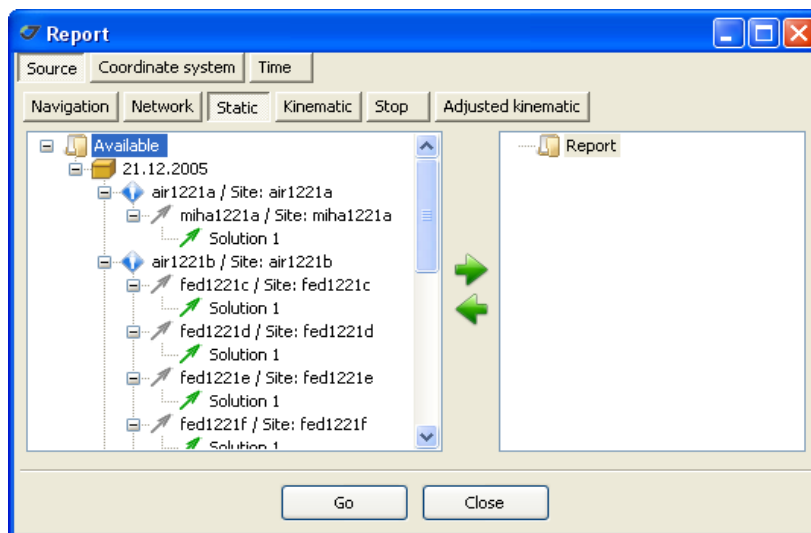 Report
Source Coordinate system Time
Navigation Network Static Kinematic Stop Adjusted kinematic
Available
21.12.2005
air1221a / Site: air1221a
miha1221a / Site: miha1221a
Solution 1
air1221b / Site: air1221b
fed1221c / Site: fed1221c
Solution 1
fed1221d / Site: fed1221d
Solution 1
fed1221e / Site: fed1221e
Solution 1
fed1221f / Site: fed1221f
Solution 1
Report
Go Close